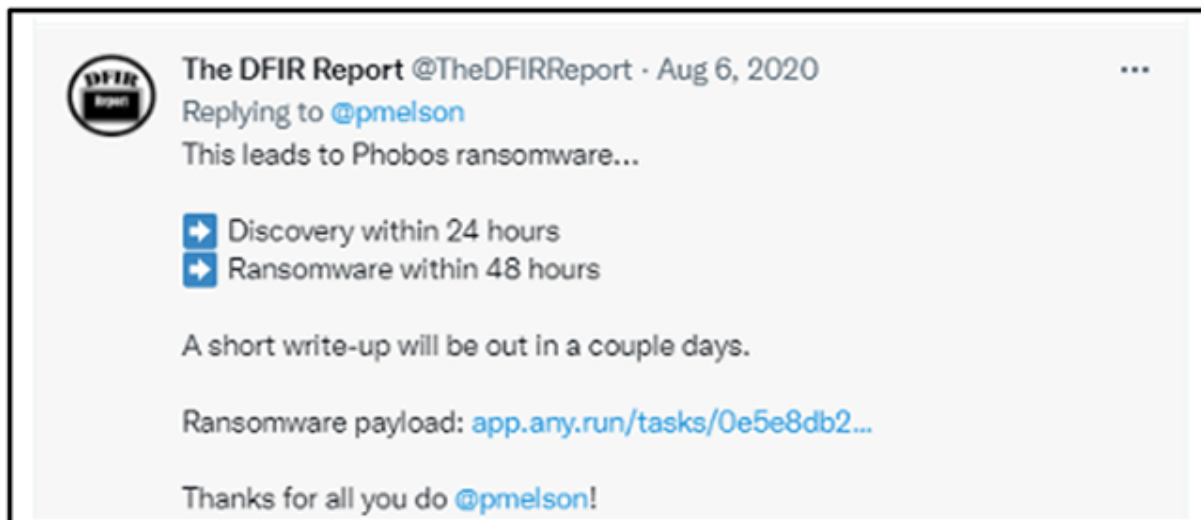 DFIR
Report
The DFIR Report @TheDFIRReport · Aug 6, 2020
Replying to @pmelson
This leads to Phobos ransomware...
➡️ Discovery within 24 hours
➡️ Ransomware within 48 hours
A short write-up will be out in a couple days.
Ransomware payload: app.any.run/tasks/0e5e8db2...
Thanks for all you do @pmelson!